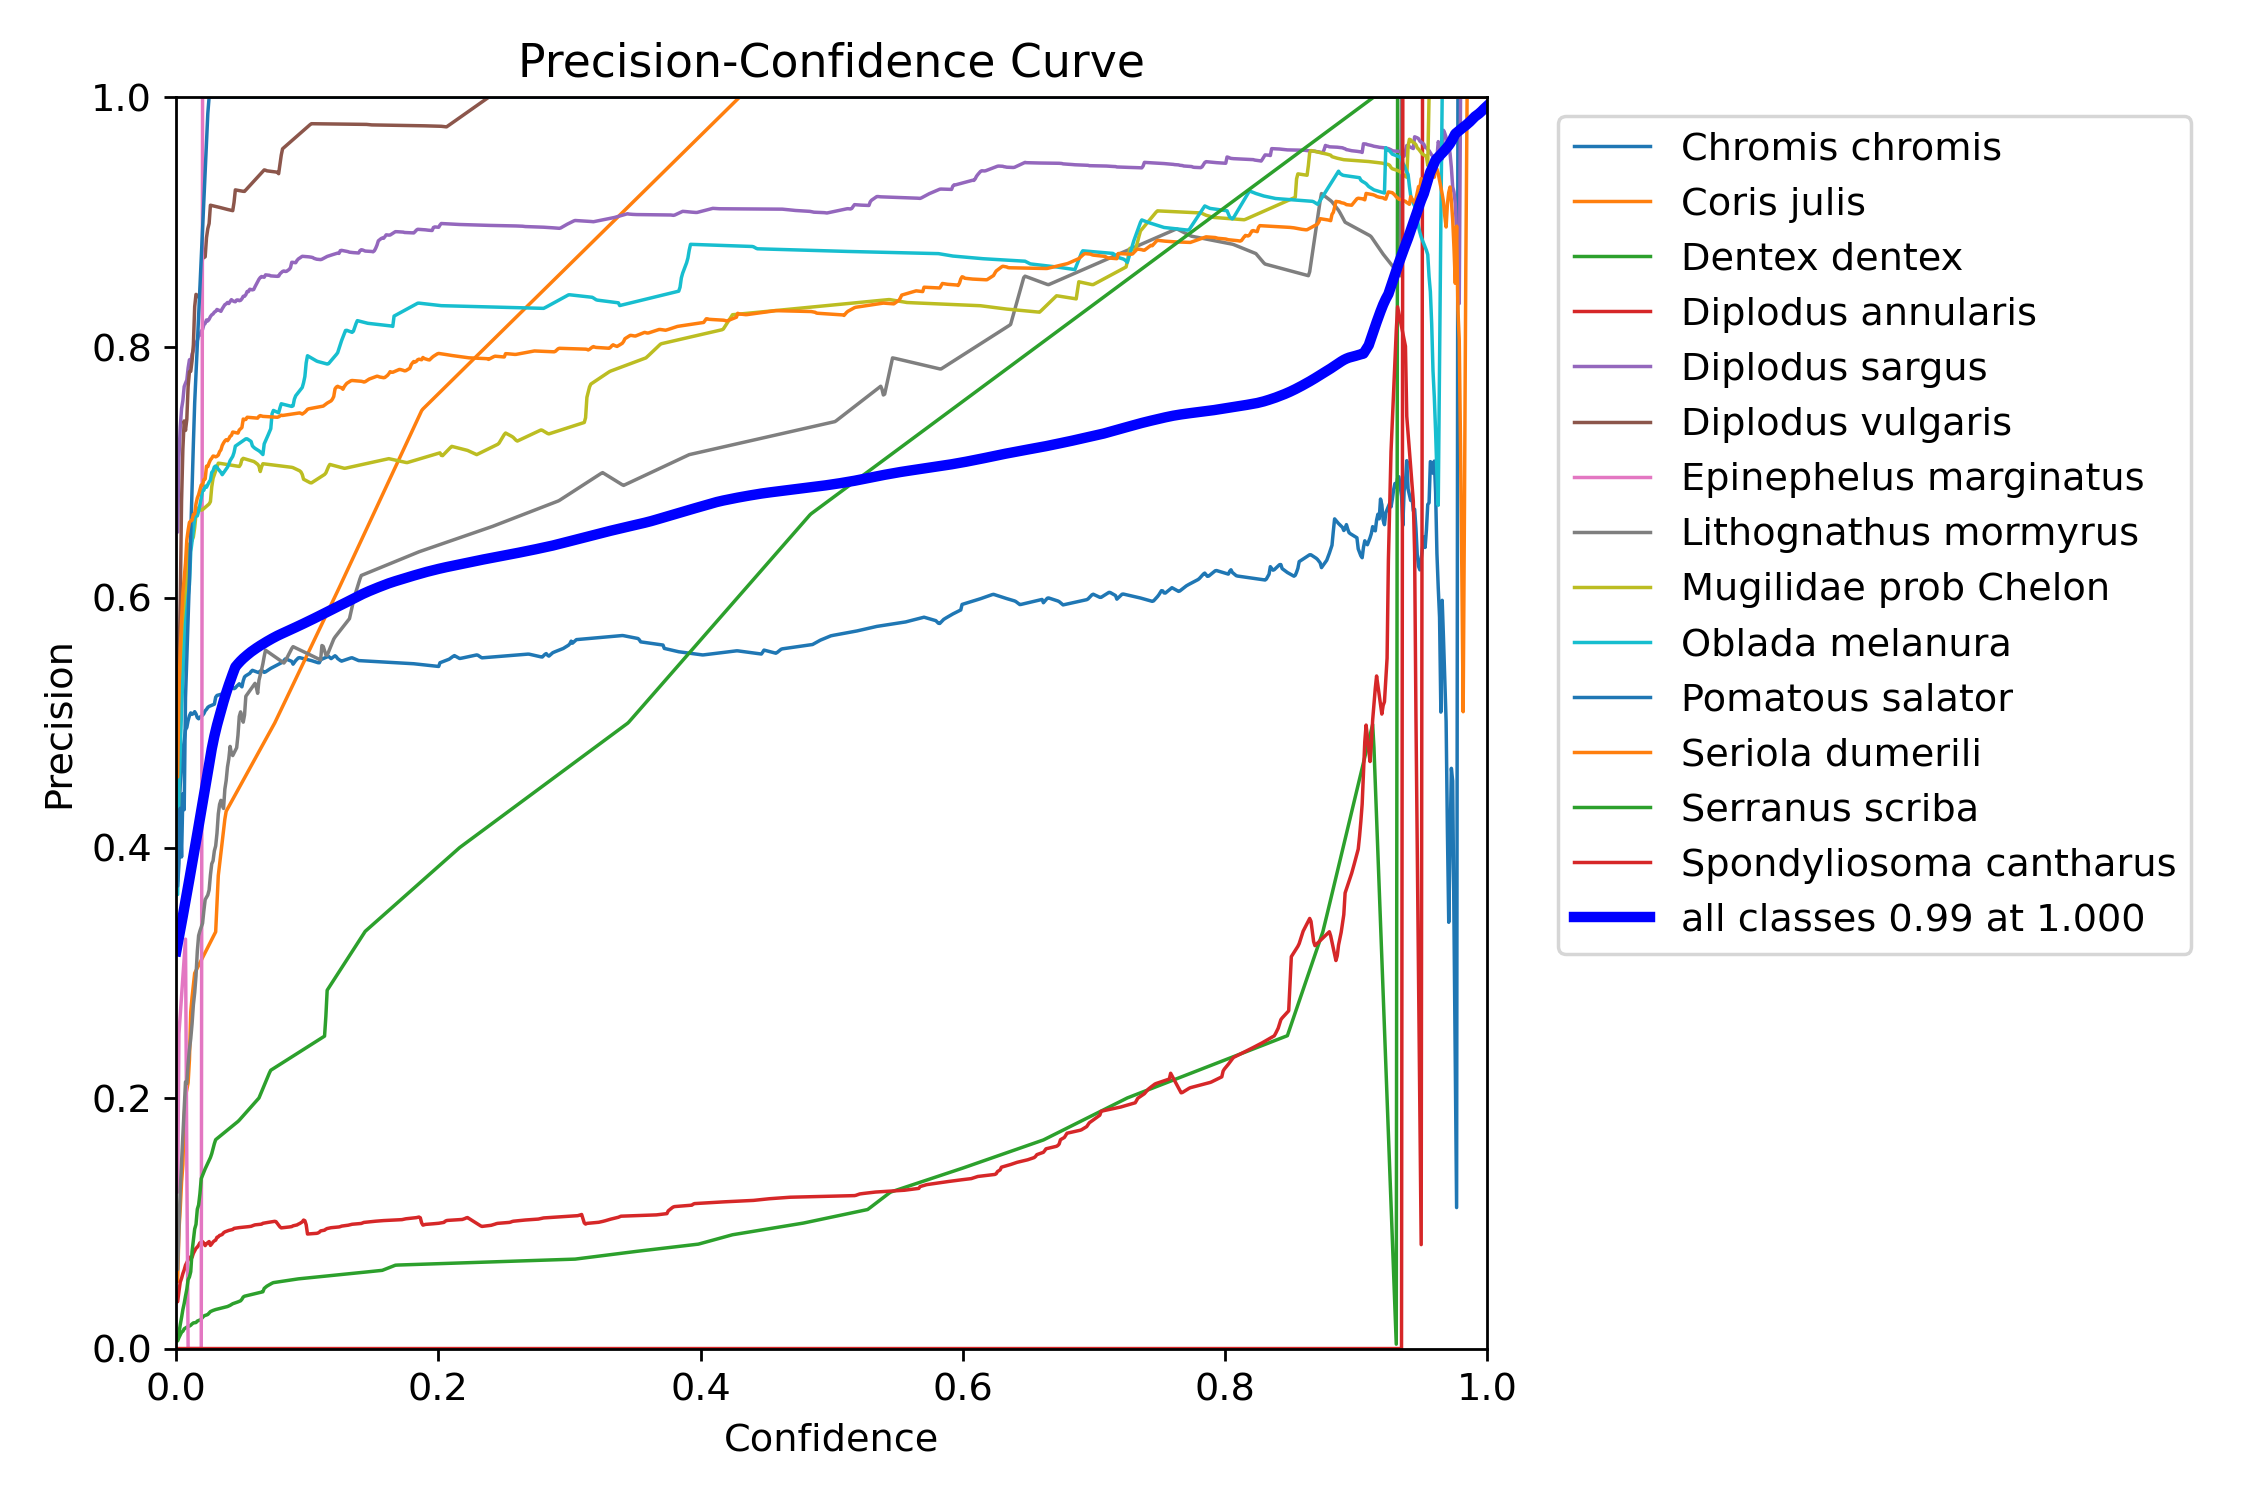 Precision-Confidence Curve
1.0
0.8
0.6
0.4
0.2
0.0
Precision
0.0 0.2 0.4 0.6 0.8 1.0
Confidence
Chromis chromis
Coris julis
Dentex dentex
Diplodus annularis
Diplodus sargus
Diplodus vulgaris
Epinephelus marginatus
Lithognathus mormyrus
Mugilidae prob Chelon
Oblada melanura
Pomatous salator
Seriola dumerili
Serranus scriba
Spondyliosoma cantharus
all classes 0.99 at 1.000